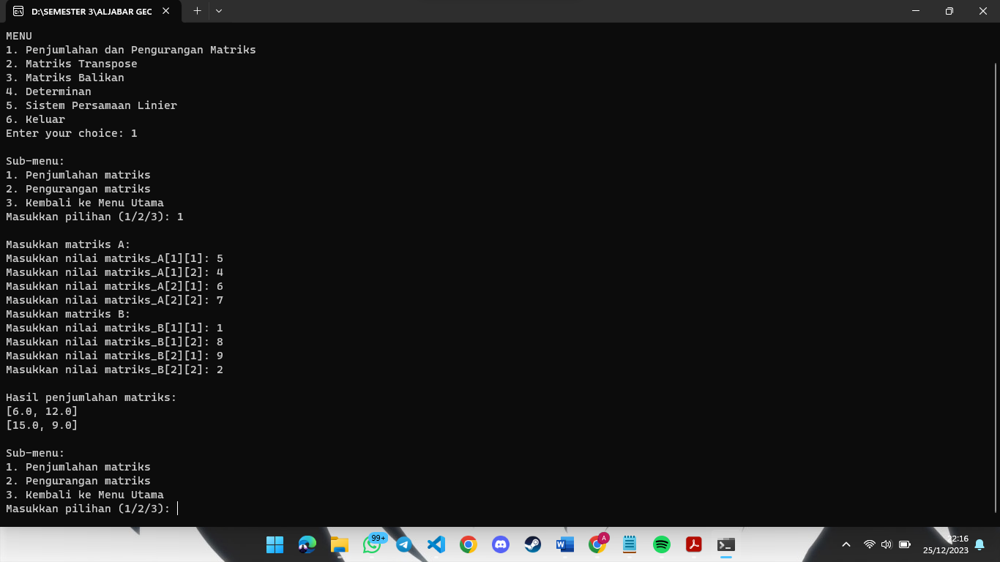 D:\SEMESTER 3\ALJABAR GEC
MENU
1. Penjumlahan dan Pengurangan Matriks
2. Matriks Transpose
3. Matriks Balikan
4. Determinan
5. Sistem Persamaan Linier
6. Keluar
Enter your choice: 1
Sub-menu:
1. Penjumlahan matriks
2. Pengurangan matriks
3. Kembali ke Menu Utama
Masukkan pilihan (1/2/3): 1
Masukkan matriks A:
Masukkan nilai matriks_A[1][1]: 5
Masukkan nilai matriks_A[1][2]: 4
Masukkan nilai matriks_A[2][1]: 6
Masukkan nilai matriks_A[2][2]: 7
Masukkan matriks B:
Masukkan nilai matriks_B[1][1]: 1
Masukkan nilai matriks_B[1][2]: 8
Masukkan nilai matriks_B[2][1]: 9
Masukkan nilai matriks_B[2][2]: 2
Hasil penjumlahan matriks:
[6.0, 12.0]
[15.0, 9.0]
Sub-menu:
1. Penjumlahan matriks
2. Pengurangan matriks
3. Kembali ke Menu Utama
Masukkan pilihan (1/2/3):
99+
A
22:16
25/12/2023